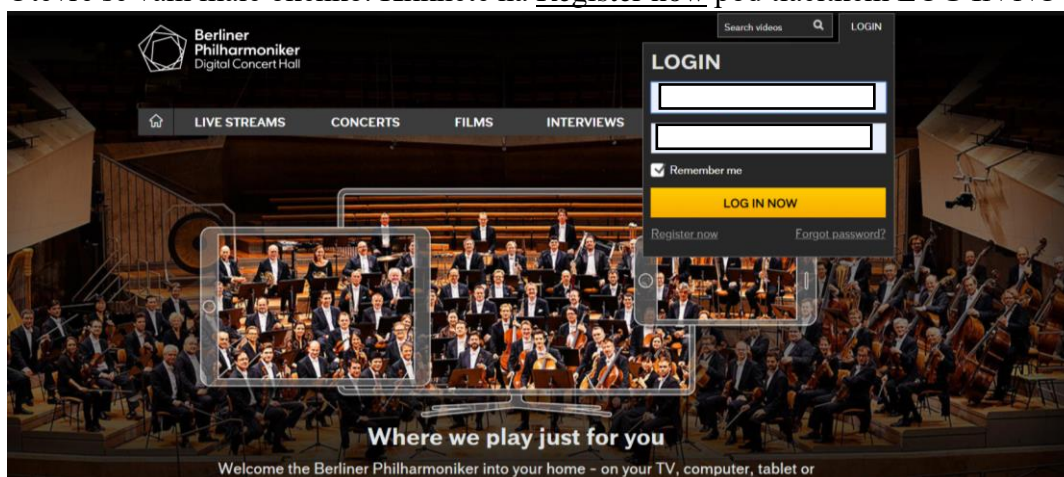 Register now
Berliner
Philharmoniker
Digital Concert Hall
Search videos
LOGIN
LOGIN
LIVE STREAMS CONCERTS FILMS INTERVIEWS
Remember me
LOG IN NOW
Register now Forgot password?
Where we play just for you
Welcome the Berliner Philharmoniker into your home - on your TV, computer, tablet or